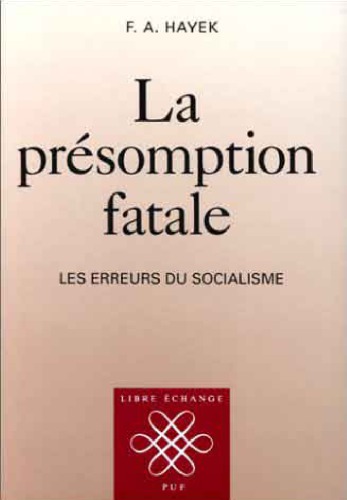 F. A. HAYEK
La
présomption
fatale
LES ERREURS DU SOCIALISME
LIBRE ÉCHANGE
PUF